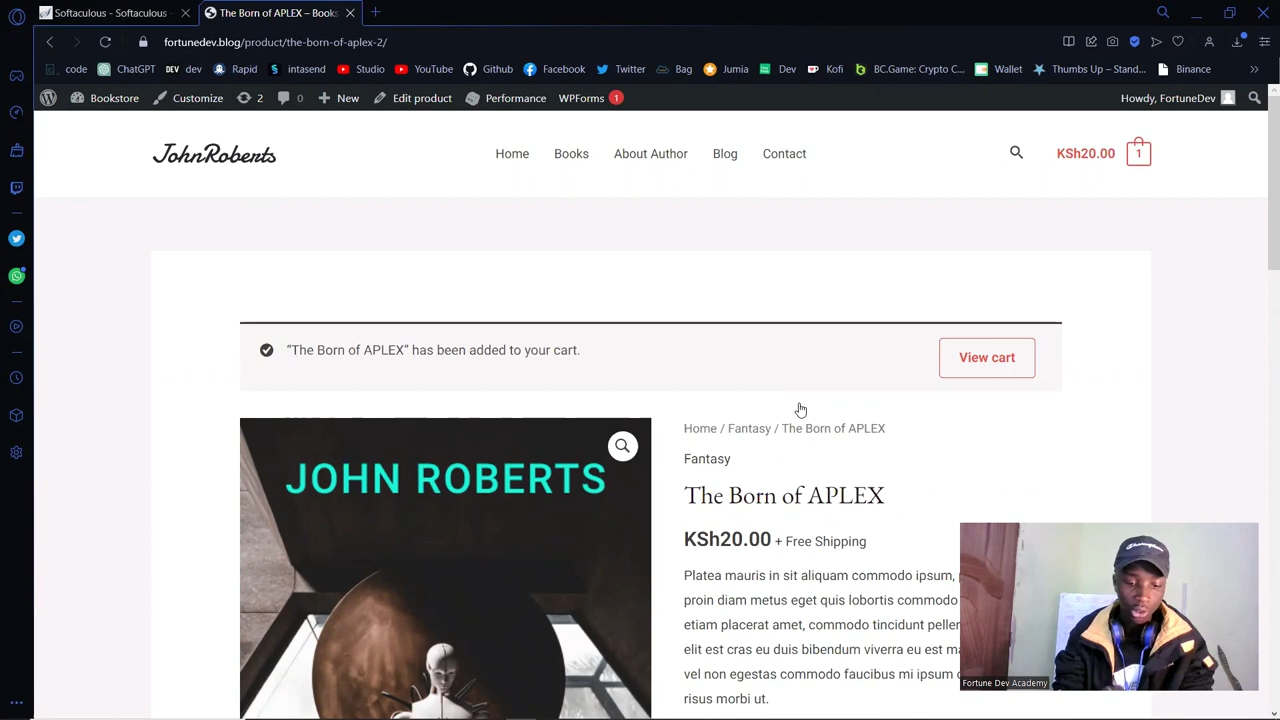 Softaculous - Softaculous
The Born of APLEX – Books
fortunedev.blog/product/the-born-of-aplex-2/
code
ChatGPT
DEV dev
Rapid
intasend
Studio
YouTube
Github
Facebook
Twitter
Bag
Jumia
Dev
Kofi
BC.Game: Crypto C...
Wallet
Thumbs Up – Stand...
Binance
Bookstore
Customize
2
0
New
Edit product
Performance
WPForms 1
Howdy, FortuneDev
JohnRoberts
Home
Books
About Author
Blog
Contact
KSh20.00
1
“The Born of APLEX” has been added to your cart.
View cart
JOHN ROBERTS
Home / Fantasy / The Born of APLEX
Fantasy
The Born of APLEX
KSh20.00 + Free Shipping
Platea mauris in sit aliquam commodo ipsum,
proin diam metus eget quis lobortis commodo
etiam placerat amet, commodo tincidunt
elit est cras eu duis bibendum viverra eu est
vel non egestas commodo faucibus mi ipsum
risus morbi ut.
Fortune Dev Academy